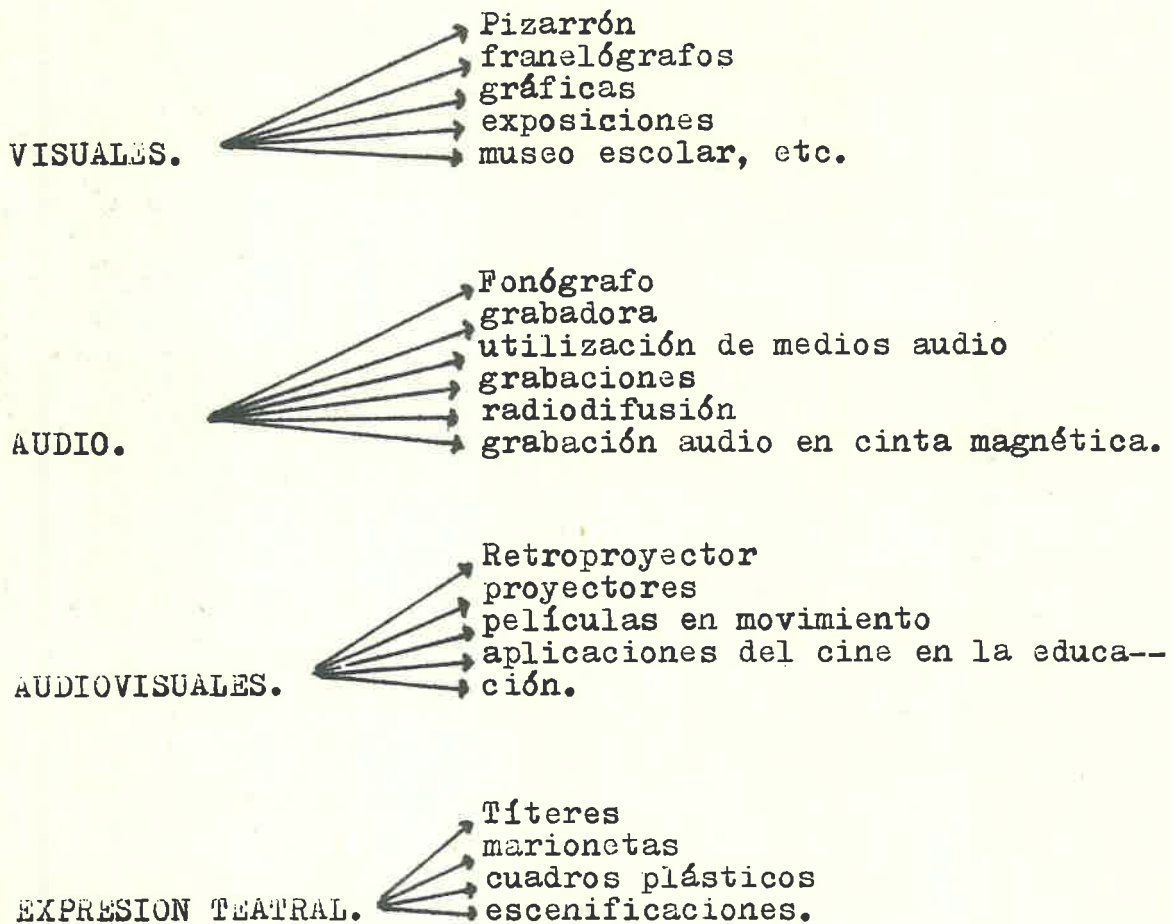 Pizarrón
franelógrafos
gráficas
exposiciones
VISUALES. museo escolar, etc.
Fonógrafo
grabadora
utilización de medios audio
grabaciones
radiodifusión
AUDIO. grabación audio en cinta magnética.
Retroproyector
proyectores
películas en movimiento
aplicaciones del cine en la educa--
AUDIOVISUALES. ción.
Títeres
marionetas
cuadros plásticos
EXPRESION TEATRAL. escenificaciones.